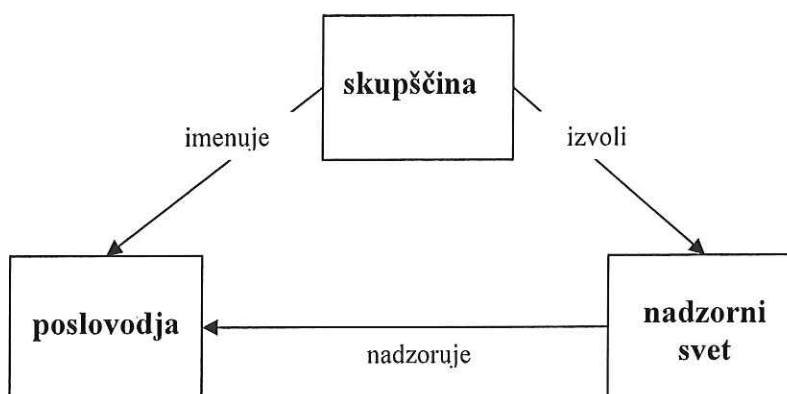 skupščina
imenuje
izvoli
poslovodja
nadzorni
svet
nadzoruje